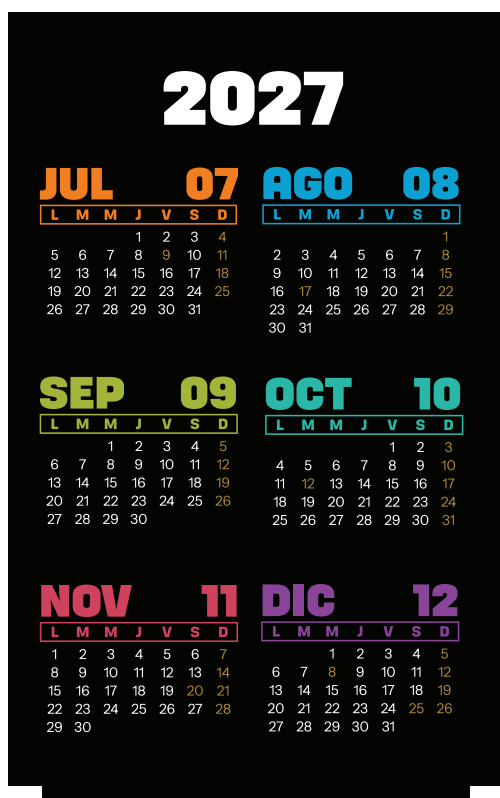 2027
JUL 07
L M M J V S D
1 2 3 4
5 6 7 8 9 10 11
12 13 14 15 16 17 18
19 20 21 22 23 24 25
26 27 28 29 30 31
AGO 08
L M M J V S D
1
2 3 4 5 6 7 8
9 10 11 12 13 14 15
16 17 18 19 20 21 22
23 24 25 26 27 28 29
30 31
SEP 09
L M M J V S D
1 2 3 4 5
6 7 8 9 10 11 12
13 14 15 16 17 18 19
20 21 22 23 24 25 26
27 28 29 30
OCT 10
L M M J V S D
1 2 3
4 5 6 7 8 9 10
11 12 13 14 15 16 17
18 19 20 21 22 23 24
25 26 27 28 29 30 31
NOV 11
L M M J V S D
1 2 3 4 5 6 7
8 9 10 11 12 13 14
15 16 17 18 19 20 21
22 23 24 25 26 27 28
29 30
DIC 12
L M M J V S D
1 2 3 4 5
6 7 8 9 10 11 12
13 14 15 16 17 18 19
20 21 22 23 24 25 26
27 28 29 30 31